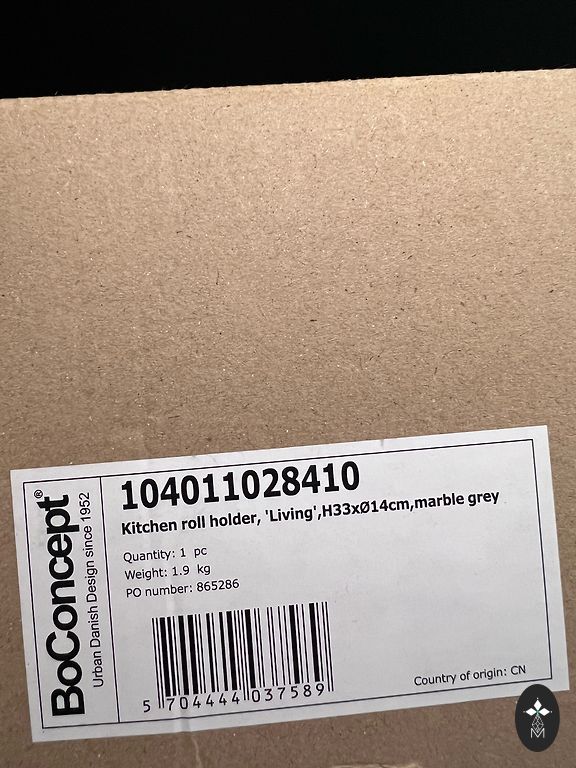 BoConcept®
Urban Danish Design since 1952
104011028410
Kitchen roll holder, 'Living',H33xØ14cm,marble grey
Quantity: 1 pc
Weight: 1.9 kg
PO number: 865286
5 704444 037589
Country of origin: CN
M